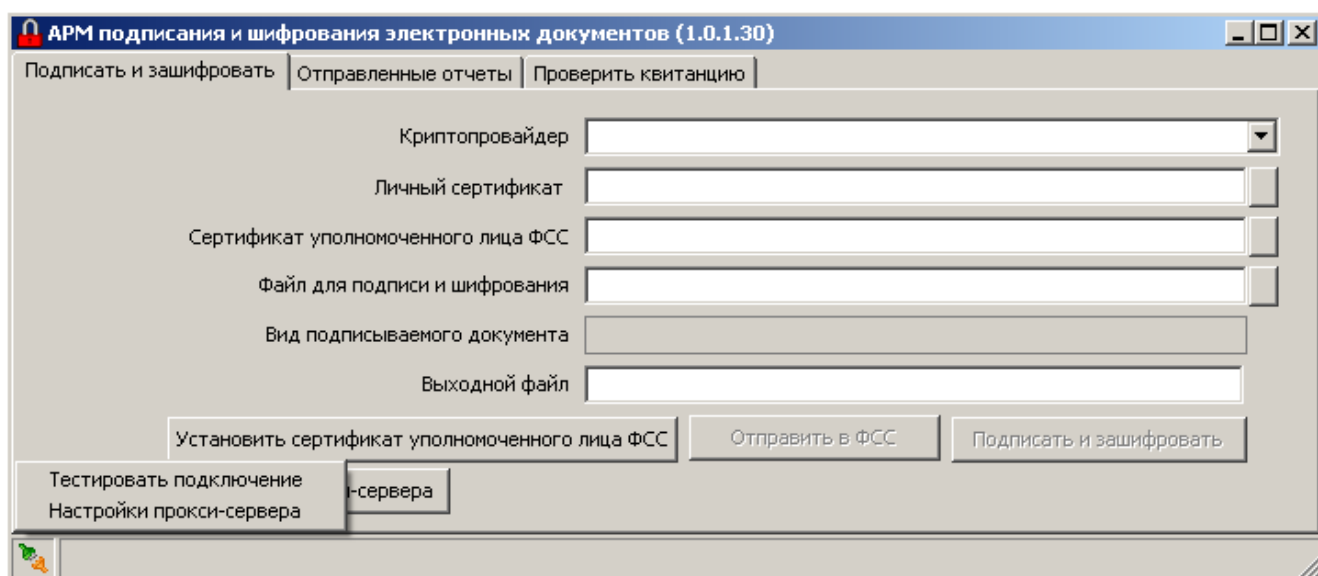 АРМ подписания и шифрования электронных документов (1.0.1.30)
Подписать и зашифровать Отправленные отчеты Проверить квитанцию
Криптопровайдер
Личный сертификат
Сертификат уполномоченного лица ФСС
Файл для подписи и шифрования
Вид подписываемого документа
Выходной файл
Установить сертификат уполномоченного лица ФСС Отправить в ФСС Подписать и зашифровать
Тестировать подключение
-сервера
Настройки прокси-сервера